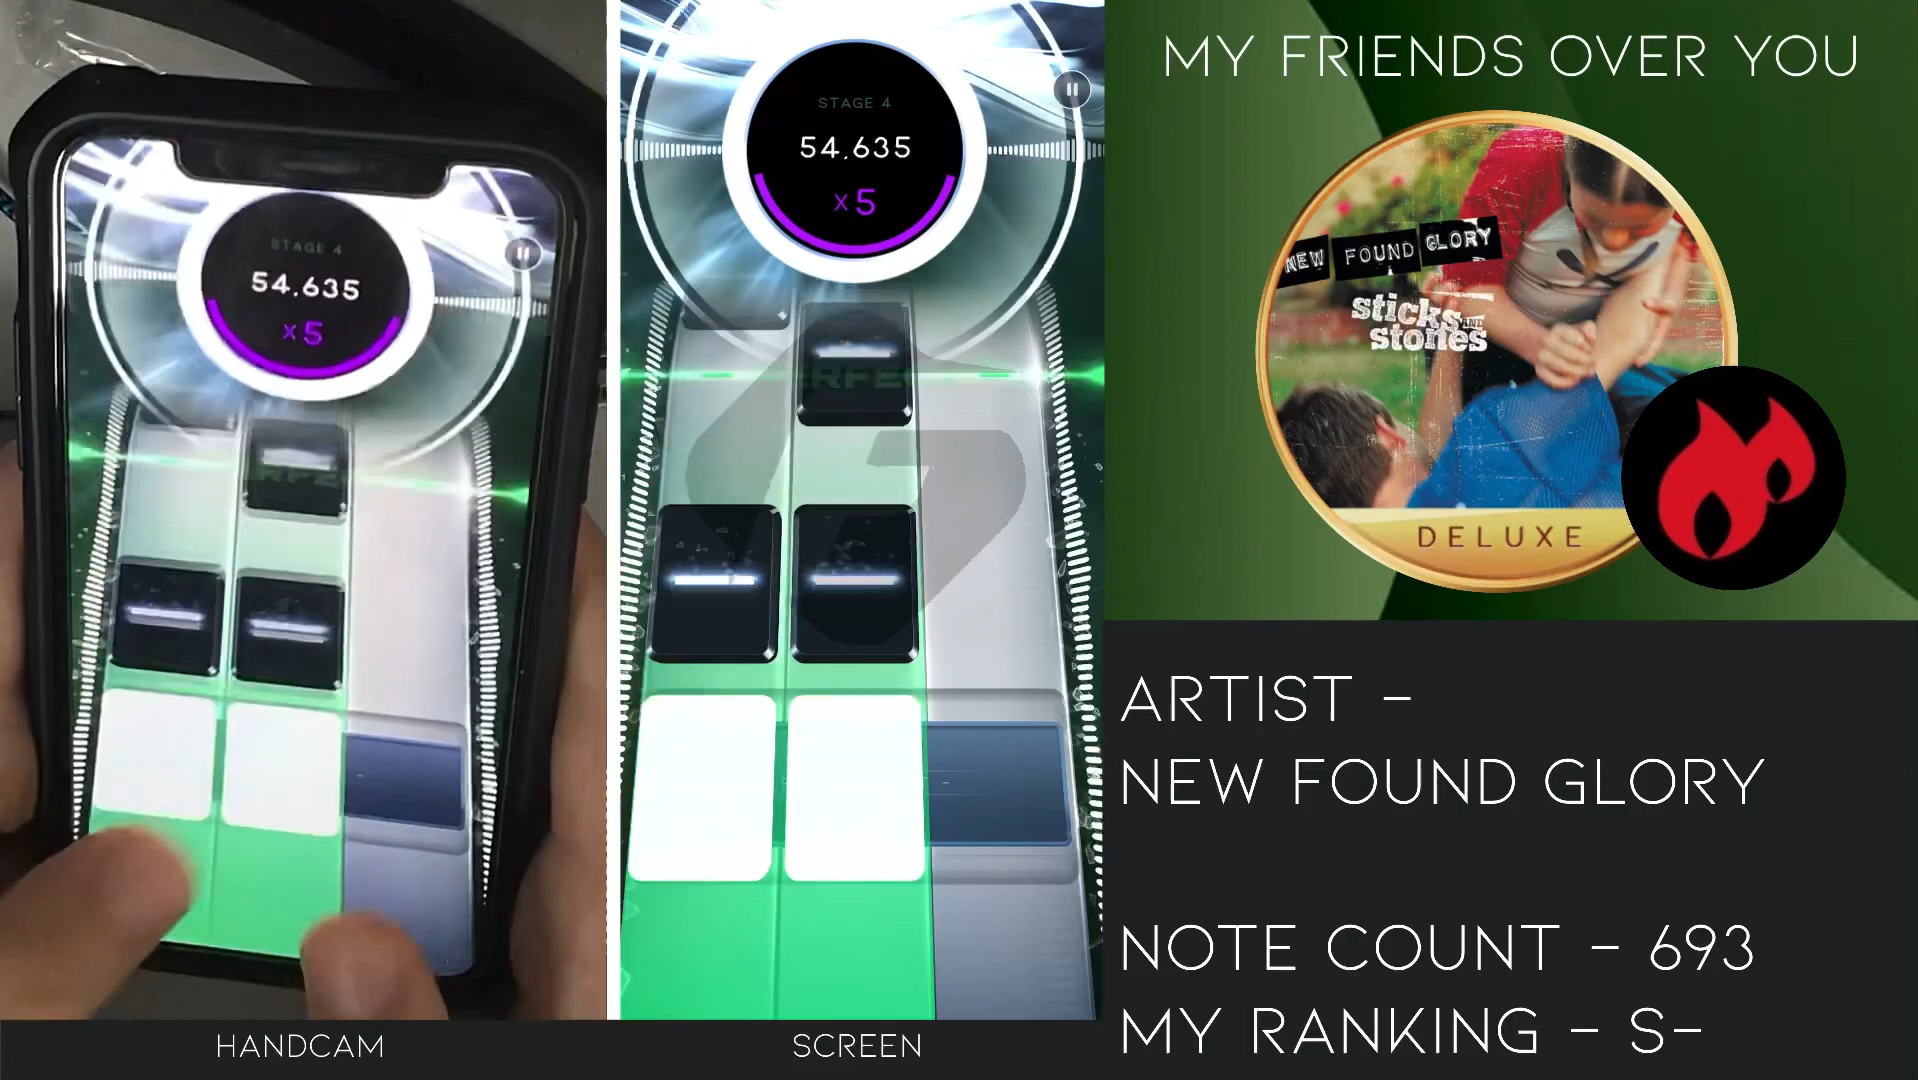 STAGE 4
54.635
x5
STAGE 4
54,635
x5
MY FRIENDS OVER YOU
NEW FOUND GLORY
sticks AND
stones
DELUXE
ARTIST -
NEW FOUND GLORY
NOTE COUNT - 693
MY RANKING - S-
HANDCAM
SCREEN